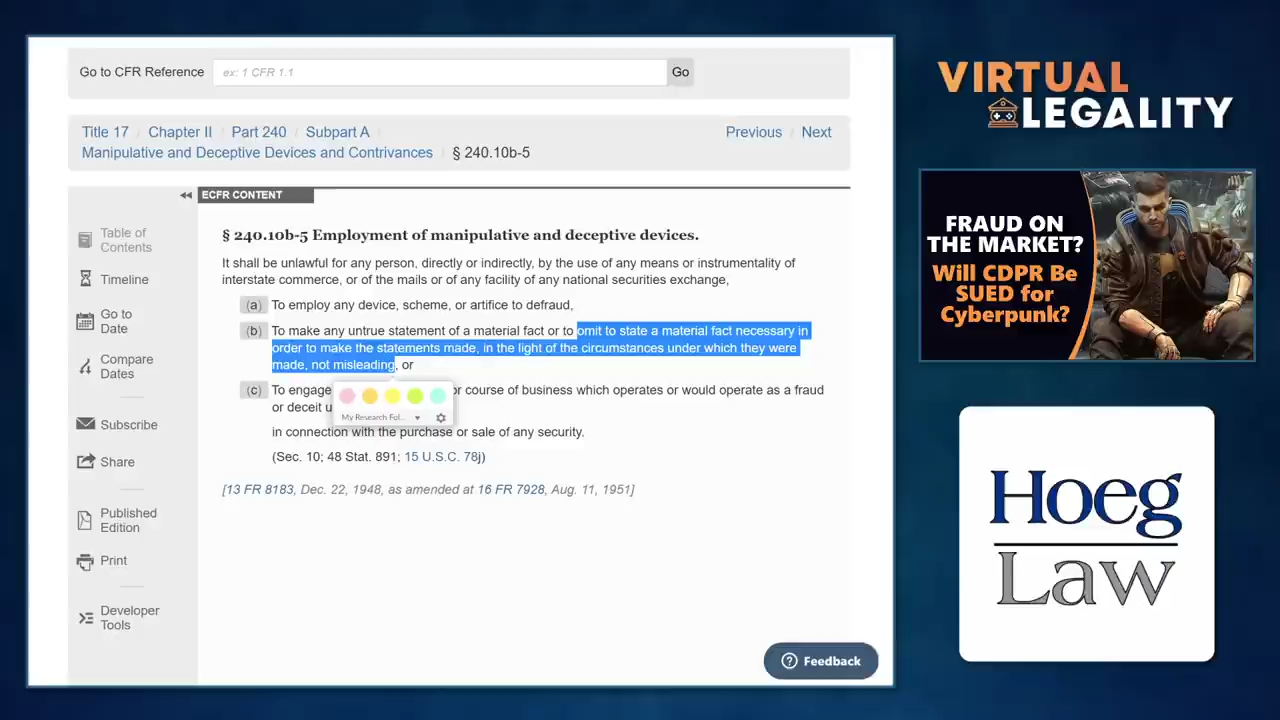 Go to CFR Reference ex: 1 CFR 1.1 Go
Title 17 / Chapter II / Part 240 / Subpart A / Previous / Next
Manipulative and Deceptive Devices and Contrivances § 240.10b-5
ECFR CONTENT
Table of
Contents
Timeline
Go to
Date
Compare
Dates
Subscribe
Share
Published
Edition
Print
Developer
Tools
§ 240.10b-5 Employment of manipulative and deceptive devices.
It shall be unlawful for any person, directly or indirectly, by the use of any means or instrumentality of
interstate commerce, or of the mails or of any facility of any national securities exchange,
(a) To employ any device, scheme, or artifice to defraud,
(b) To make any untrue statement of a material fact or to omit to state a material fact necessary in
order to make the statements made, in the light of the circumstances under which they were
made, not misleading, or
(c) To engage or course of business which operates or would operate as a fraud
or deceit u
My Research Fol...
in connection with the purchase or sale of any security.
(Sec. 10; 48 Stat. 891; 15 U.S.C. 78j)
[13 FR 8183, Dec. 22, 1948, as amended at 16 FR 7928, Aug. 11, 1951]
Feedback
VIRTUAL
LEGALITY
FRAUD ON
THE MARKET?
Will CDPR Be
SUED for
Cyberpunk?
Hoeg
Law